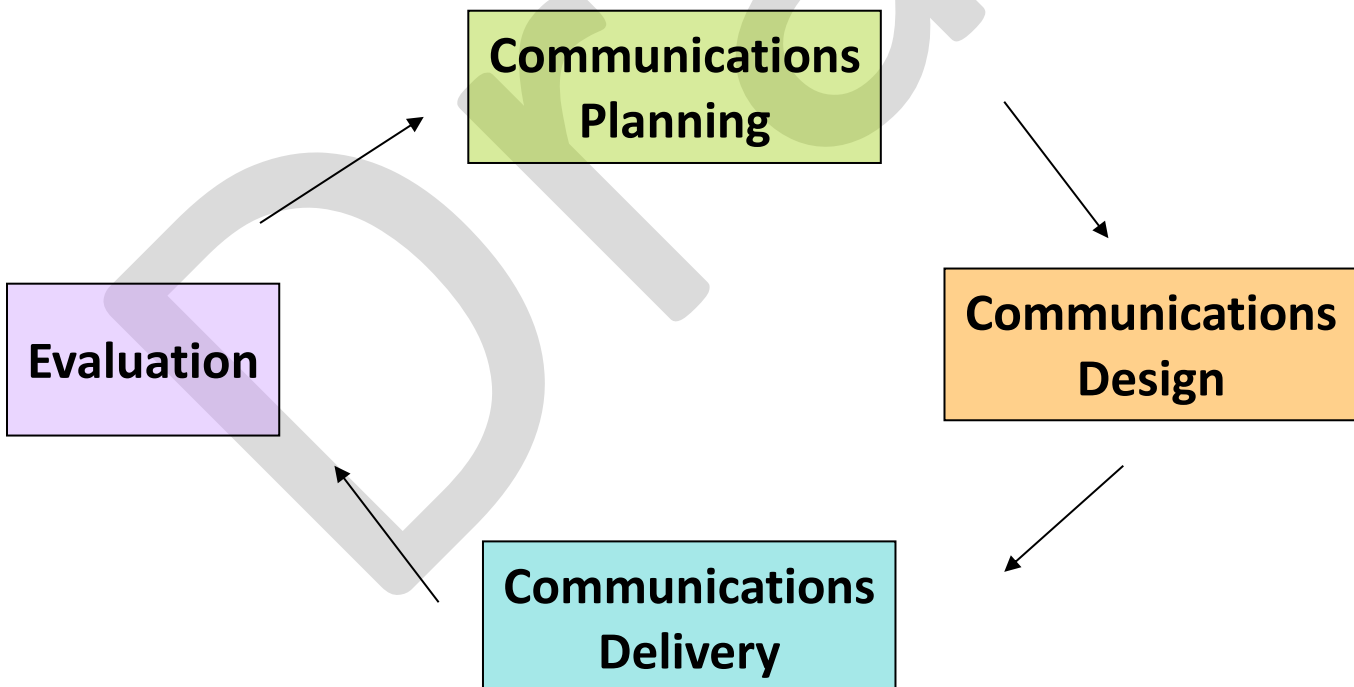 Communications
Planning
Communications
Design
Communications
Delivery
Evaluation